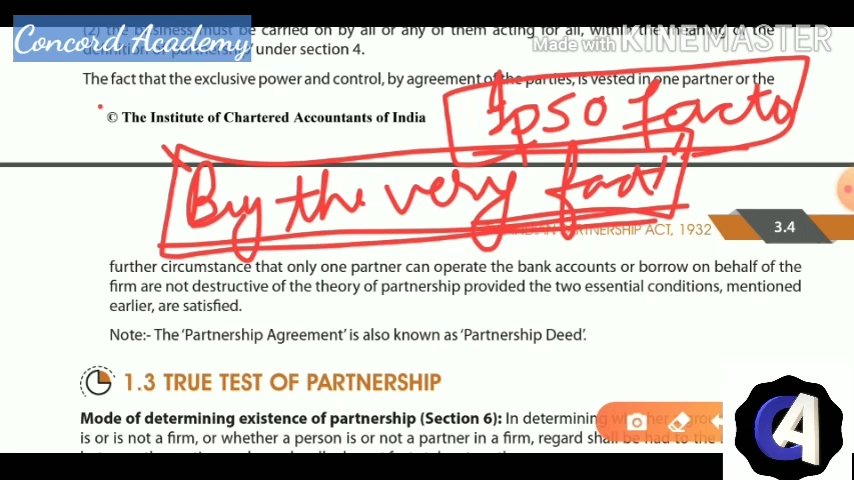 (2) the business must be carried on by all or any of them acting for all, within the meaning of the
Concord Academy
Made with KINEMASTER
definition of 'partnership' under section 4.
The fact that the exclusive power and control, by agreement of the parties, is vested in one partner or the
Ipso facto
© The Institute of Chartered Accountants of India
By the very fact
PARTNERSHIP ACT, 1932
3.4
further circumstance that only one partner can operate the bank accounts or borrow on behalf of the
firm are not destructive of the theory of partnership provided the two essential conditions, mentioned
earlier, are satisfied.
Note:- The 'Partnership Agreement' is also known as 'Partnership Deed'.
1.3 TRUE TEST OF PARTNERSHIP
Mode of determining existence of partnership (Section 6): In determining
is or is not a firm, or whether a person is or not a partner in a firm, regard shall be had to the
CA